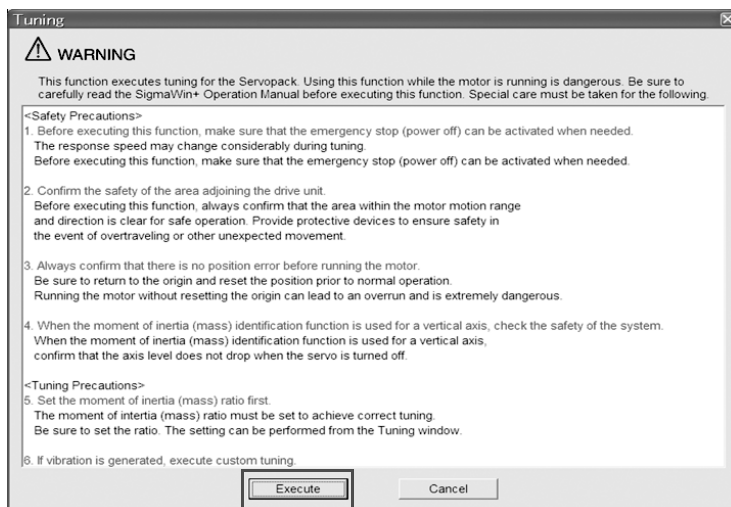 Tuning
WARNING
This function executes tuning for the Servopack. Using this function while the motor is running is dangerous. Be sure to
carefully read the SigmaWin+ Operation Manual before executing this function. Special care must be taken for the following.
<Safety Precautions>
1. Before executing this function, make sure that the emergency stop (power off) can be activated when needed.
The response speed may change considerably during tuning.
Before executing this function, make sure that the emergency stop (power off) can be activated when needed.
2. Confirm the safety of the area adjoining the drive unit.
Before executing this function, always confirm that the area within the motor motion range
and direction is clear for safe operation. Provide protective devices to ensure safety in
the event of overtraveling or other unexpected movement.
3. Always confirm that there is no position error before running the motor.
Be sure to return to the origin and reset the position prior to normal operation.
Running the motor without resetting the origin can lead to an overrun and is extremely dangerous.
4. When the moment of inertia (mass) identification function is used for a vertical axis, check the safety of the system.
When the moment of inertia (mass) identification function is used for a vertical axis,
confirm that the axis level does not drop when the servo is turned off.
<Tuning Precautions>
5. Set the moment of inertia (mass) ratio first.
The moment of intertia (mass) ratio must be set to achieve correct tuning.
Be sure to set the ratio. The setting can be performed from the Tuning window.
6. If vibration is generated, execute custom tuning.
Execute Cancel